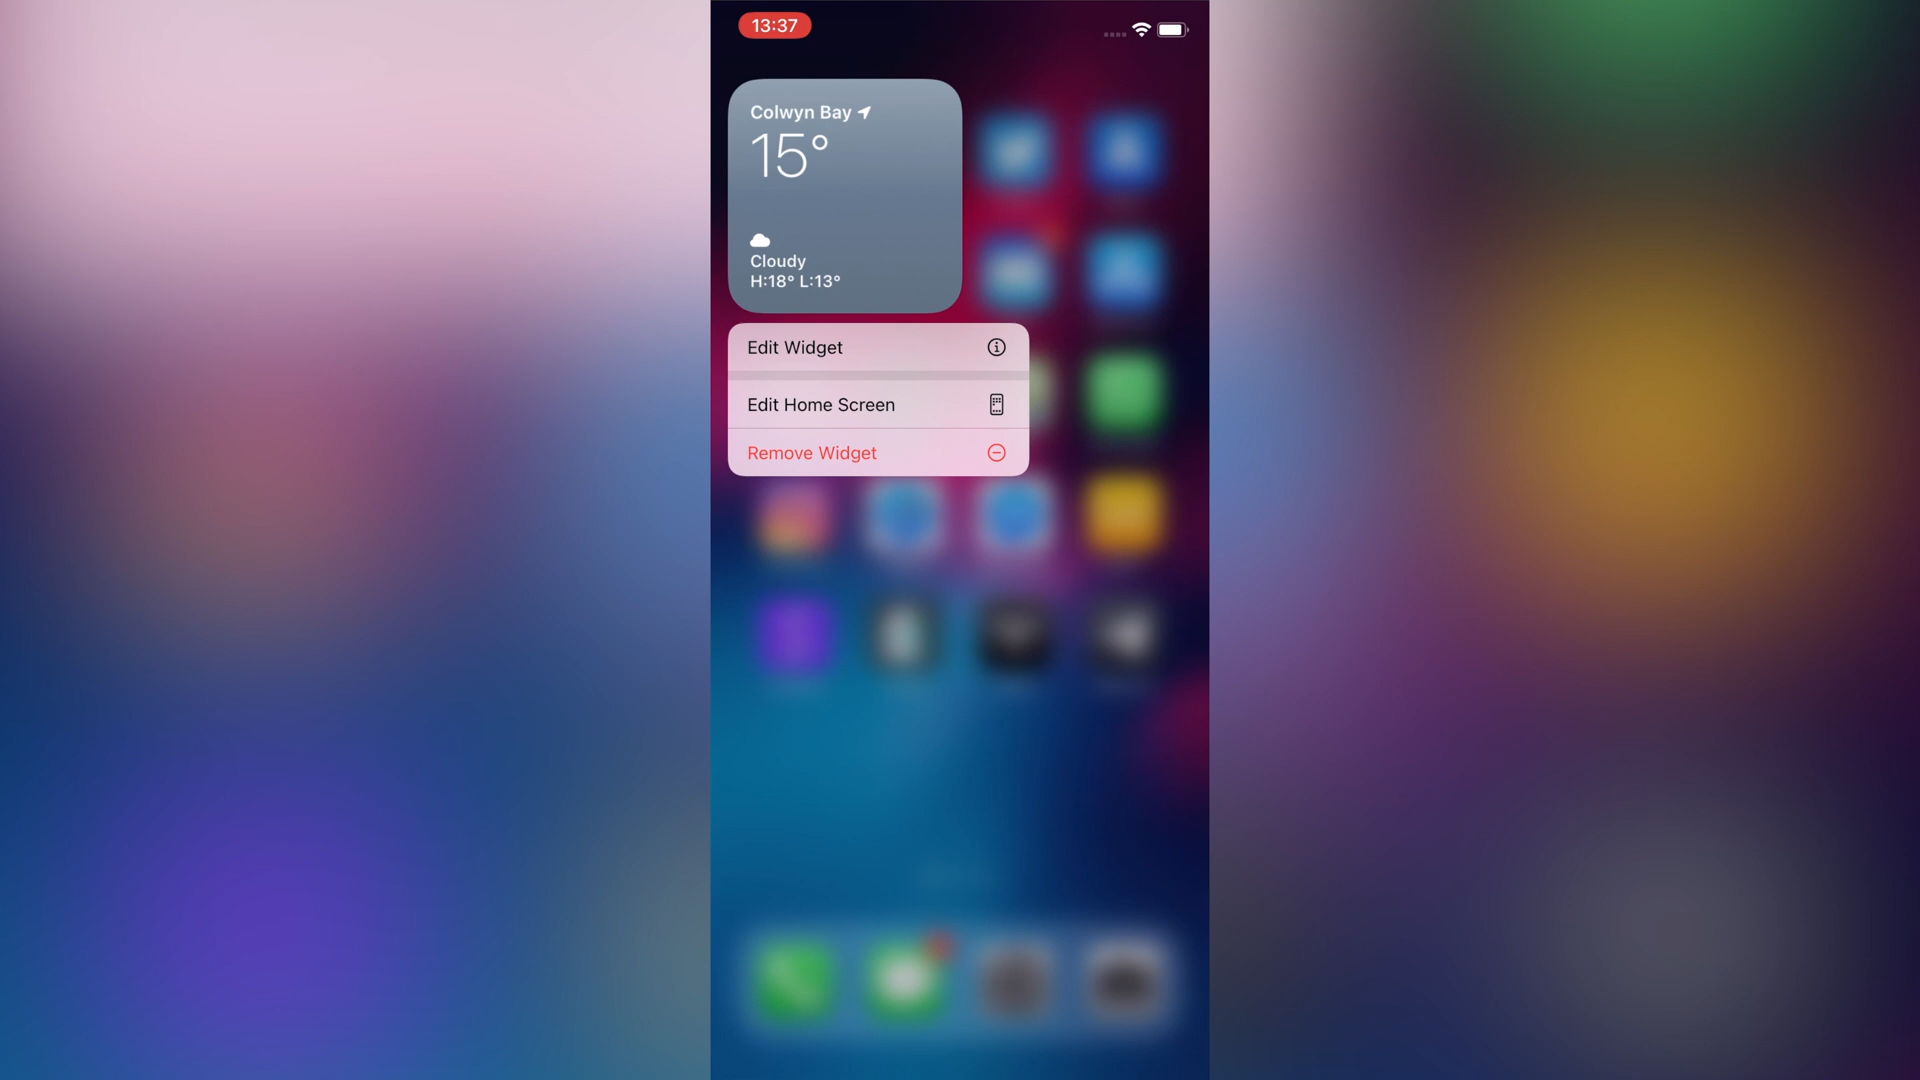 13:37
Colwyn Bay
15°
Cloudy
H:18° L:13°
Edit Widget
Edit Home Screen
Remove Widget